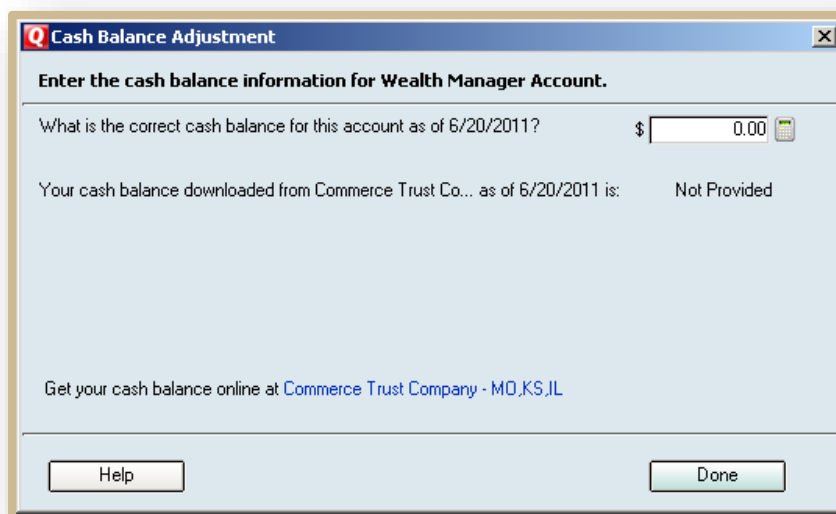 Q Cash Balance Adjustment
Enter the cash balance information for Wealth Manager Account.
What is the correct cash balance for this account as of 6/20/2011? $ 0.00
Your cash balance downloaded from Commerce Trust Co... as of 6/20/2011 is: Not Provided
Get your cash balance online at Commerce Trust Company - MO,KS,IL
Help Done